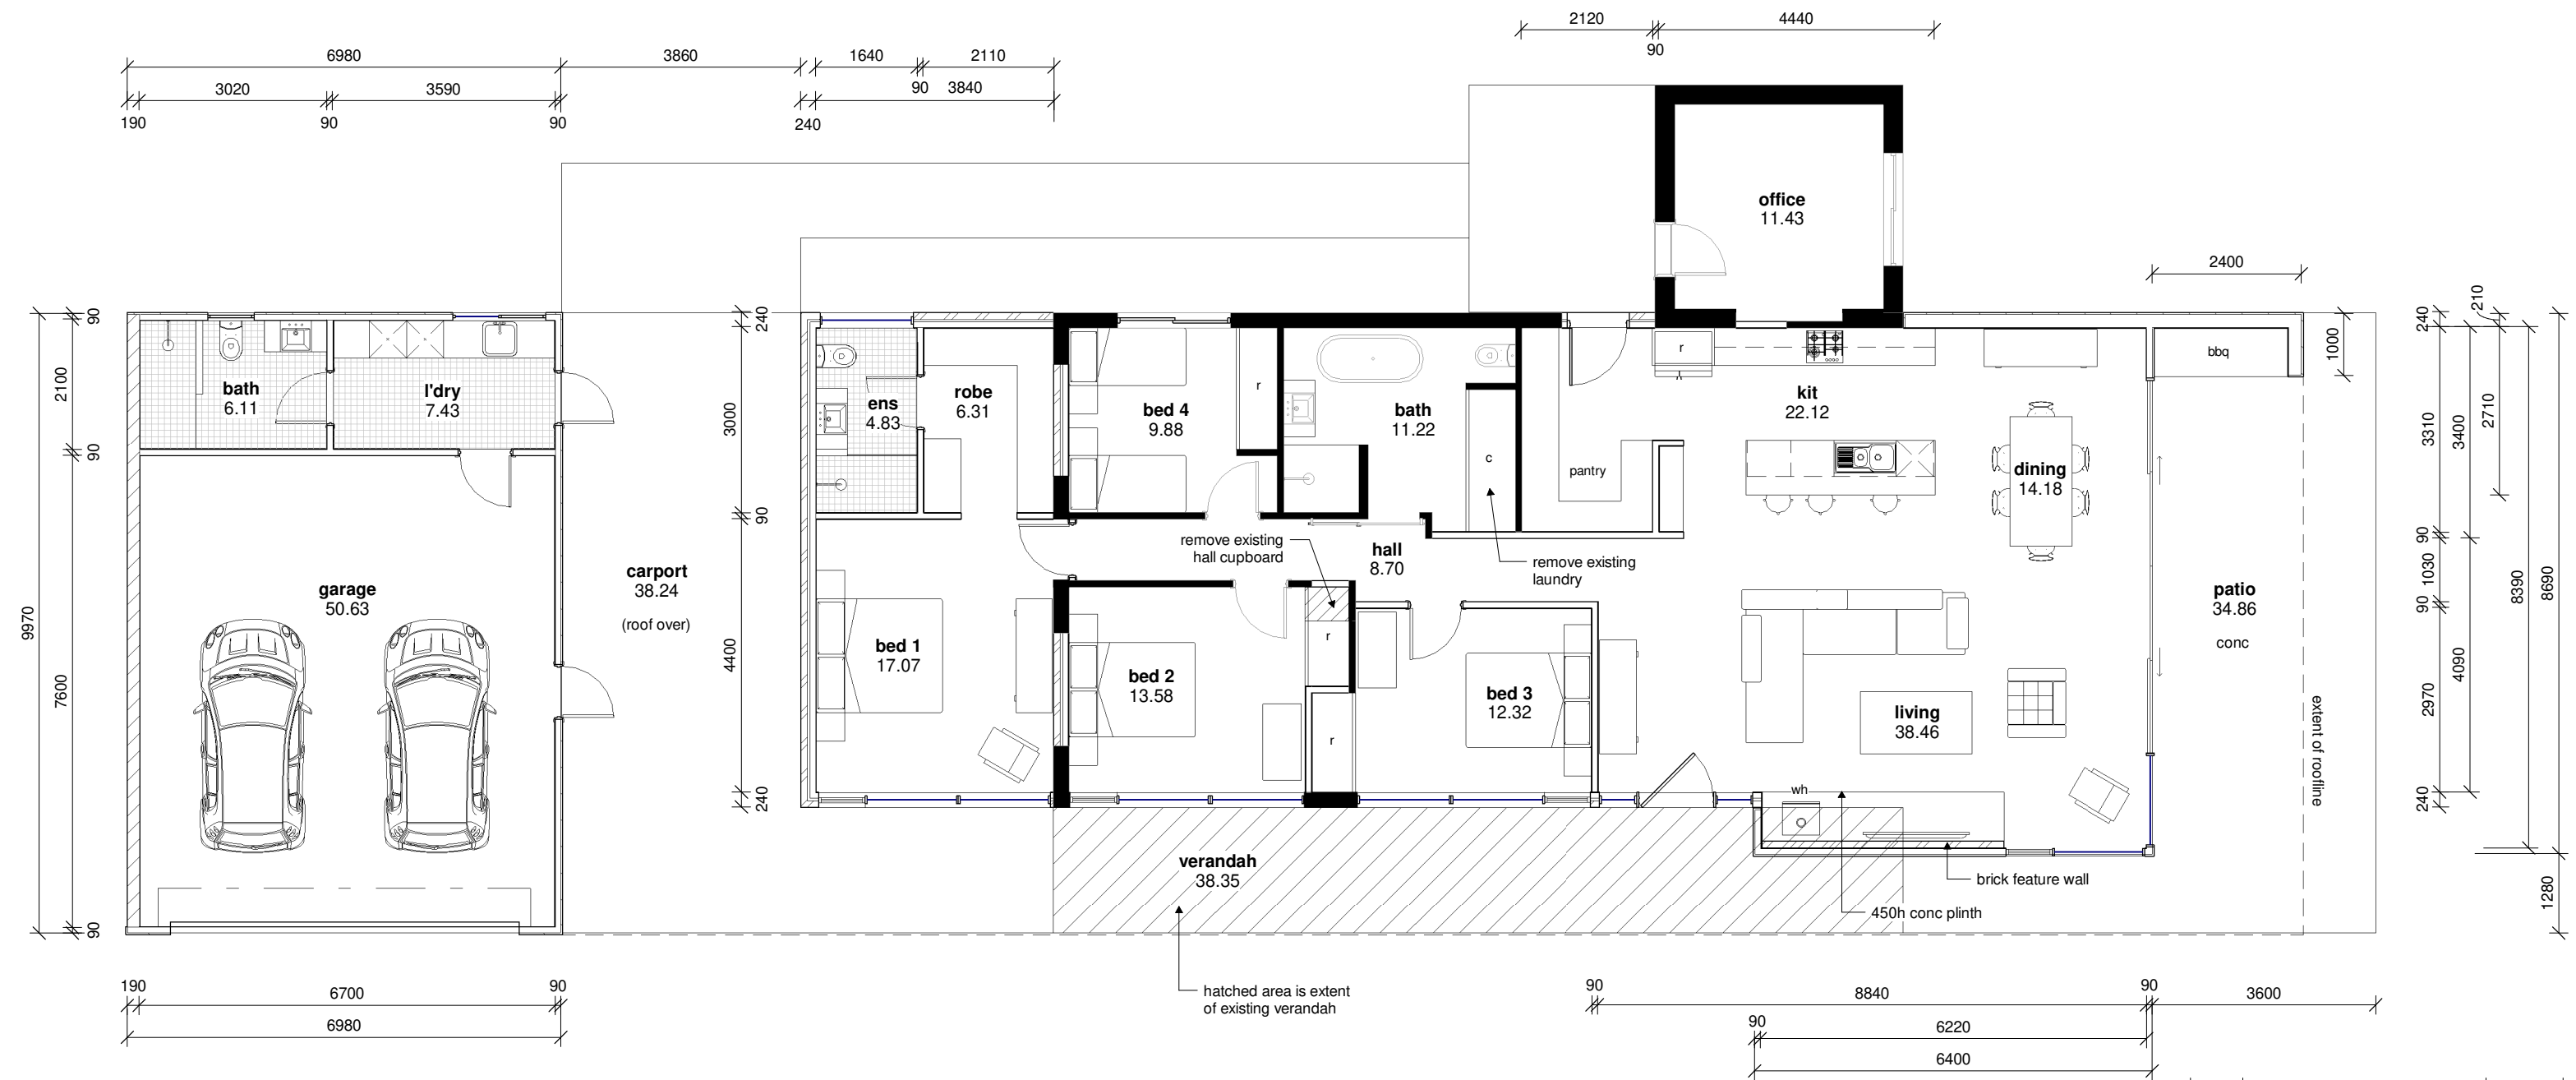 2120
4440
90
6980
3860
1640
2110
3020
3590
90
3840
190
90
90
240
office
11.43
2400
210
90
240
240
1000
bbq
2100
bath
6.11
l'dry
7.43
3000
ens
4.83
robe
6.31
bed 4
9.88
r
bath
11.22
c
pantry
r
kit
22.12
dining
14.18
3310
3400
2710
90
90
90
remove existing
hall cupboard
hall
8.70
remove existing
laundry
garage
50.63
carport
38.24
(roof over)
1030
90
8390
8690
patio
34.86
conc
9970
7600
4400
bed 1
17.07
bed 2
13.58
r
r
bed 3
12.32
living
38.46
2970
4090
extent of roofline
240
wh
240
verandah
38.35
brick feature wall
450h conc plinth
1280
90
hatched area is extent
of existing verandah
190
6700
90
6980
90
8840
90
3600
90
6220
6400